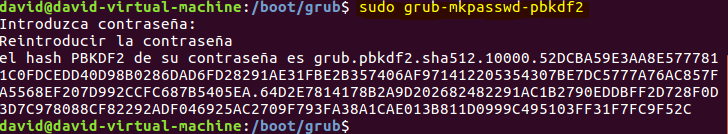 david@david-virtual-machine:/boot/grub$ sudo grub-mkpasswd-pbkdf2
Introduzca contraseña:
Reintroducir la contraseña
el hash PBKDF2 de su contraseña es grub.pbkdf2.sha512.10000.52DCBA59E3AA8E577781
1C0FDCEDD40D98B0286DAD6FD28291AE31FBE2B357406AF971412205354307BE7DC5777A76AC857F
A5568EF207D992CCFC687B5405EA.64D2E7814178B2A9D202682482291AC1B2790EDDBFF2D728F0D
3D7C978088CF82292ADF046925AC2709F793FA38A1CAE013B811D0999C495103FF31F7FC9F52C
david@david-virtual-machine:/boot/grub$